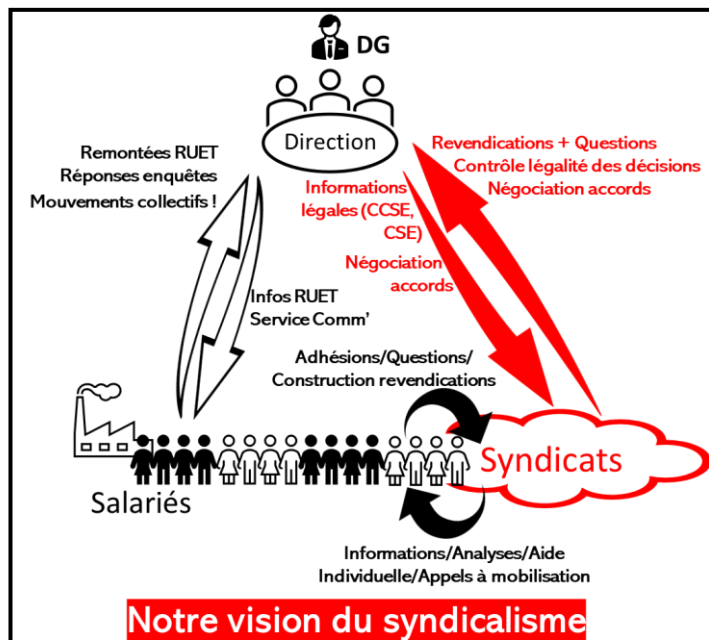 DG
Direction
Remontées RUET
Réponses enquêtes
Mouvements collectifs !
Revendications + Questions
Contrôle légalité des décisions
Négociation accords
Informations
légales (CCSE,
CSE)
Négociation
accords
Infos RUET
Service Comm'
Adhésions/Questions/
Construction revendications
Syndicats
Salariés
Informations/Analyses/Aide
Individuelle/Appels à mobilisation
Notre vision du syndicalisme